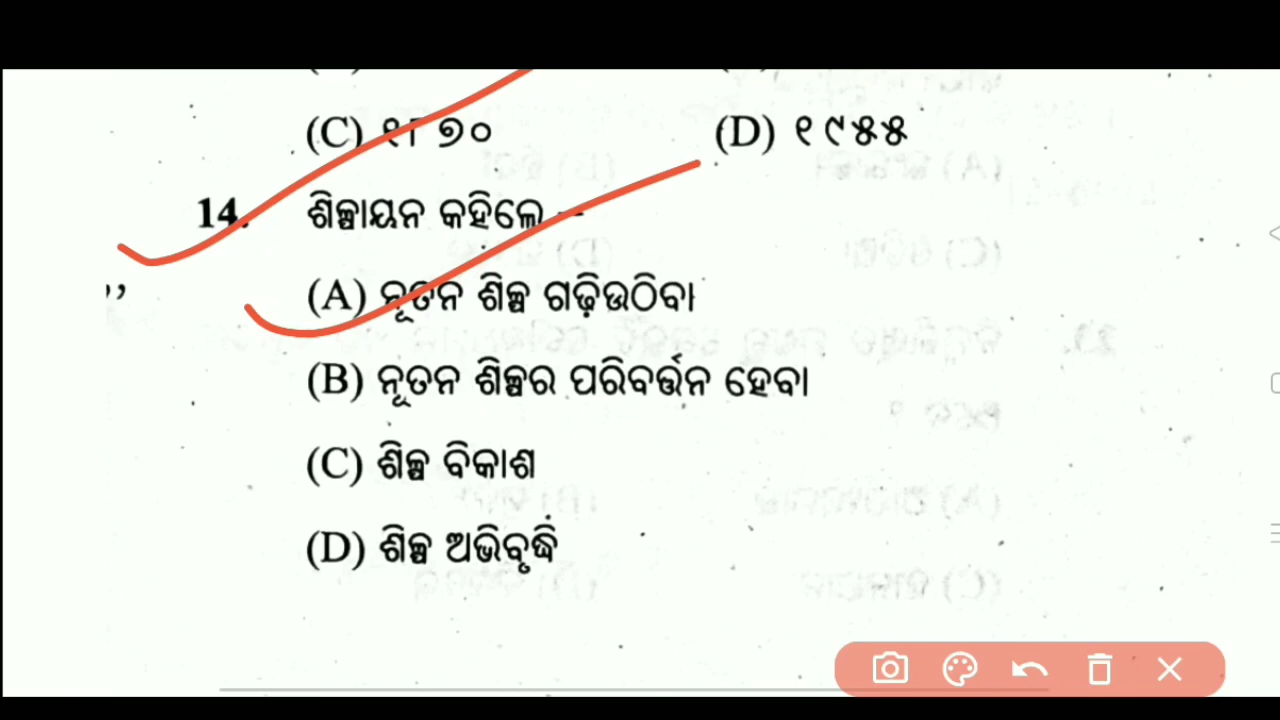 (C) ୧୮୭୦ (D) ୧୯୫୫
14. ଶିଳ୍ପାୟନ କହିଲେ –
(A) ନୂତନ ଶିଳ୍ପ ଗଢ଼ିଉଠିବା
(B) ନୂତନ ଶିଳ୍ପର ପରିବର୍ତ୍ତନ ହେବା
(C) ଶିଳ୍ପ ବିକାଶ
(D) ଶିଳ୍ପ ଅଭିବୃଦ୍ଧି